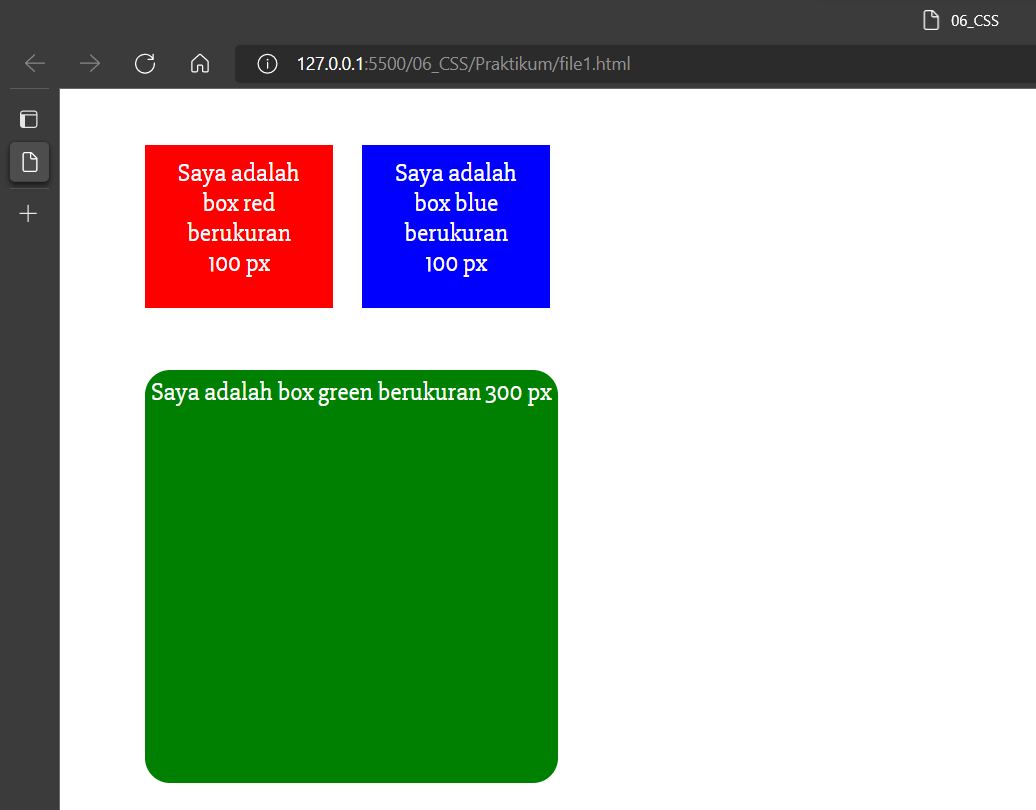 06_CSS
127.0.0.1:5500/06_CSS/Praktikum/file1.html
Saya adalah
box red
berukuran
100 px
Saya adalah
box blue
berukuran
100 px
Saya adalah box green berukuran 300 px